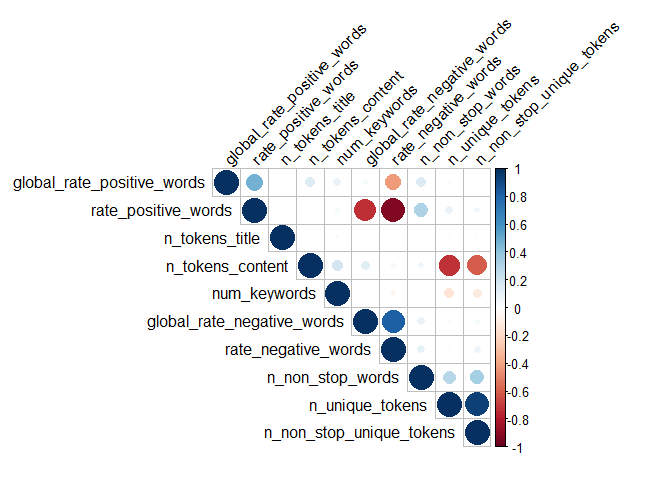 global_rate_positive_words
rate_positive_words
n_tokens_title
n_tokens_content
num_keywords
global_rate_negative_words
rate_negative_words
n_non_stop_words
n_unique_tokens
n_non_stop_unique_tokens
global_rate_positive_words
rate_positive_words
n_tokens_title
n_tokens_content
num_keywords
global_rate_negative_words
rate_negative_words
n_non_stop_words
n_unique_tokens
n_non_stop_unique_tokens
1
0.8
0.6
0.4
0.2
0
-0.2
-0.4
-0.6
-0.8
-1